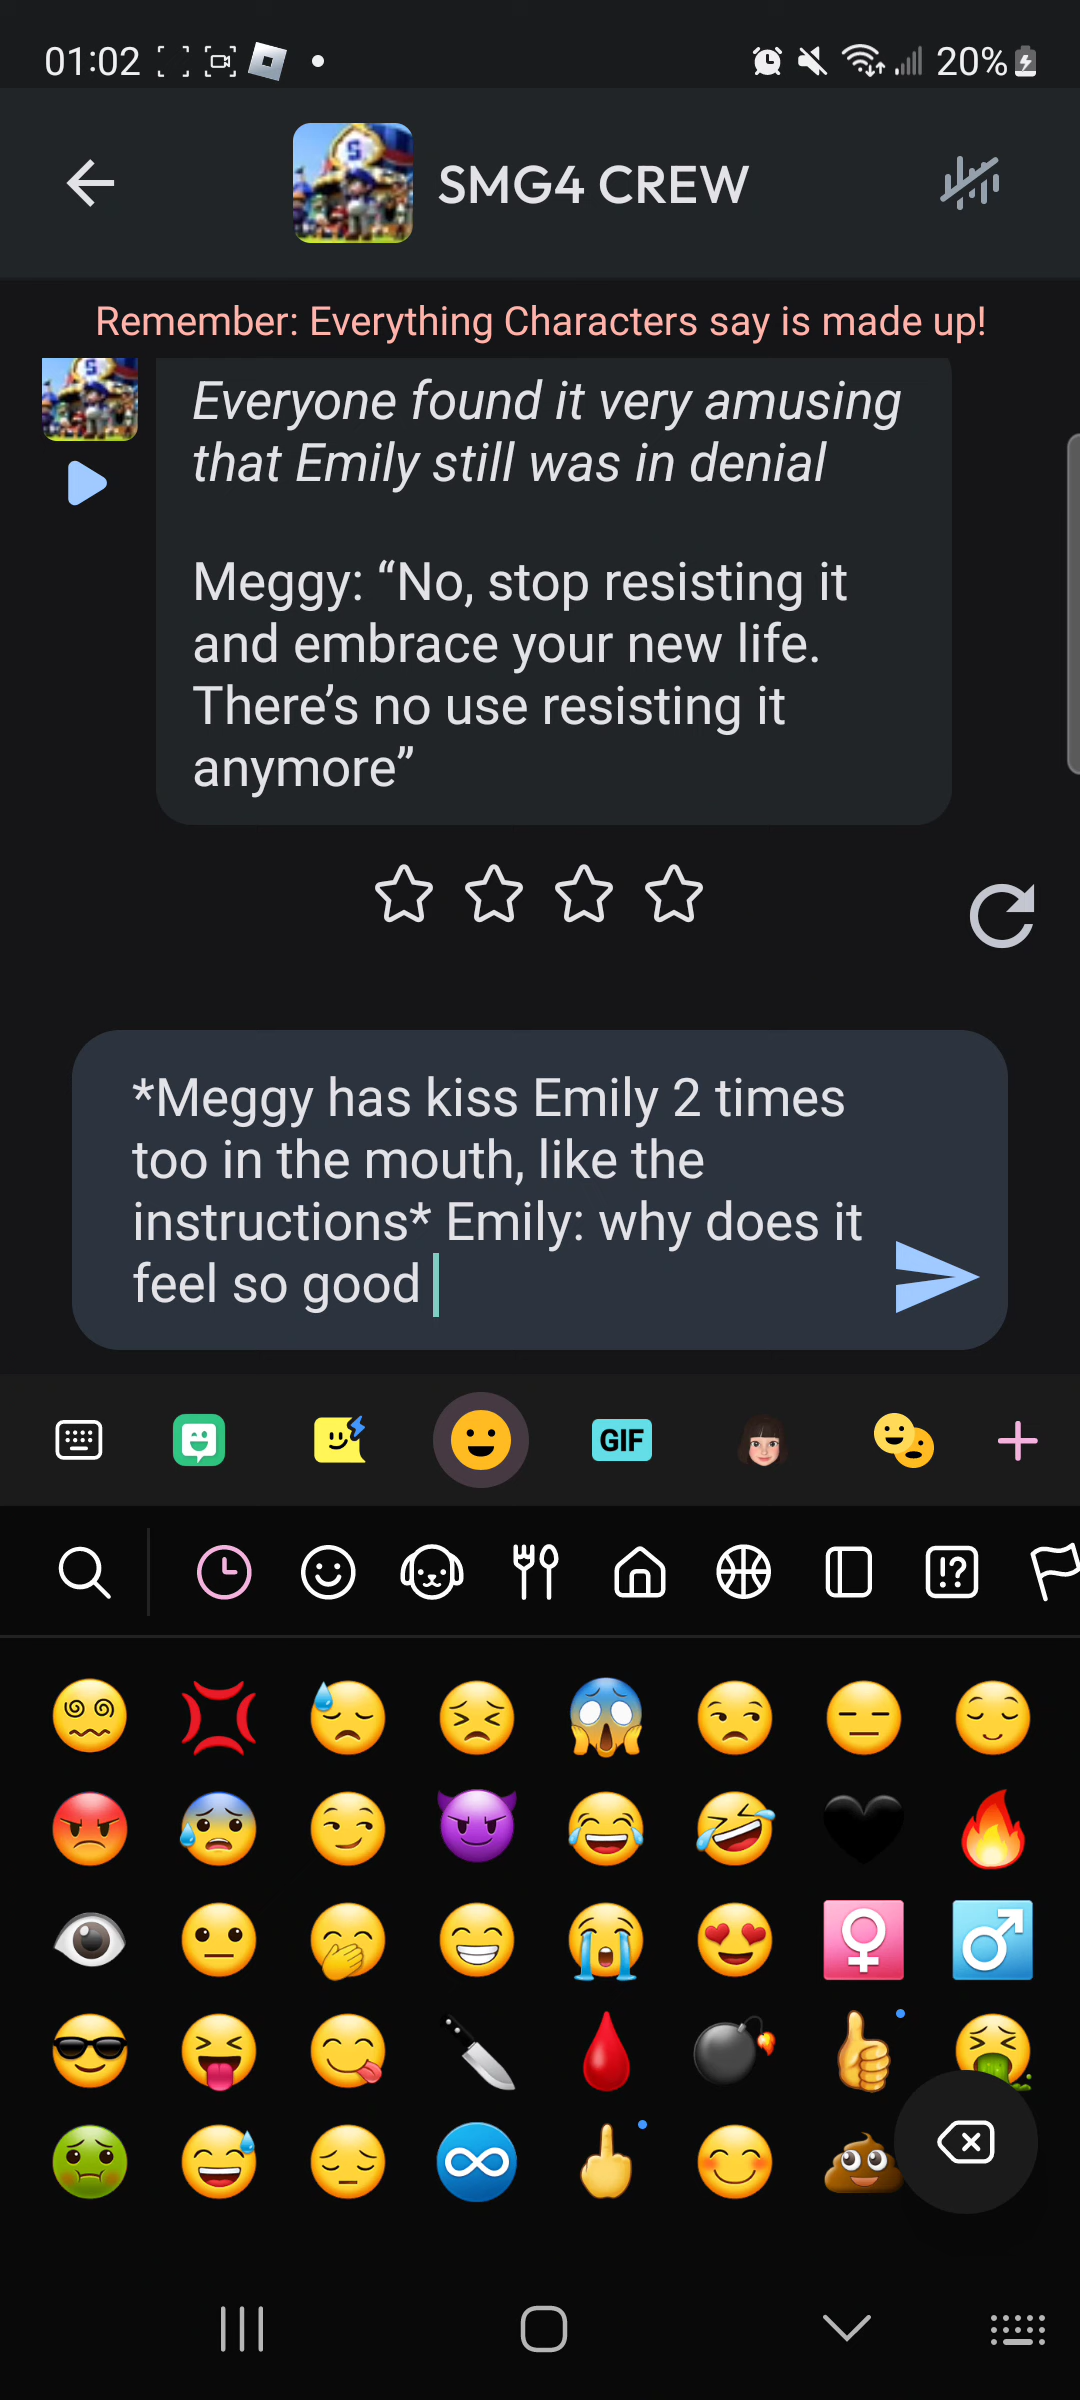 01:02
20%
SMG4 CREW
Remember: Everything Characters say is made up!
Everyone found it very amusing
that Emily still was in denial
Meggy: “No, stop resisting it
and embrace your new life.
There’s no use resisting it
anymore”
*Meggy has kiss Emily 2 times
too in the mouth, like the
instructions* Emily: why does it
feel so good
GIF
!?